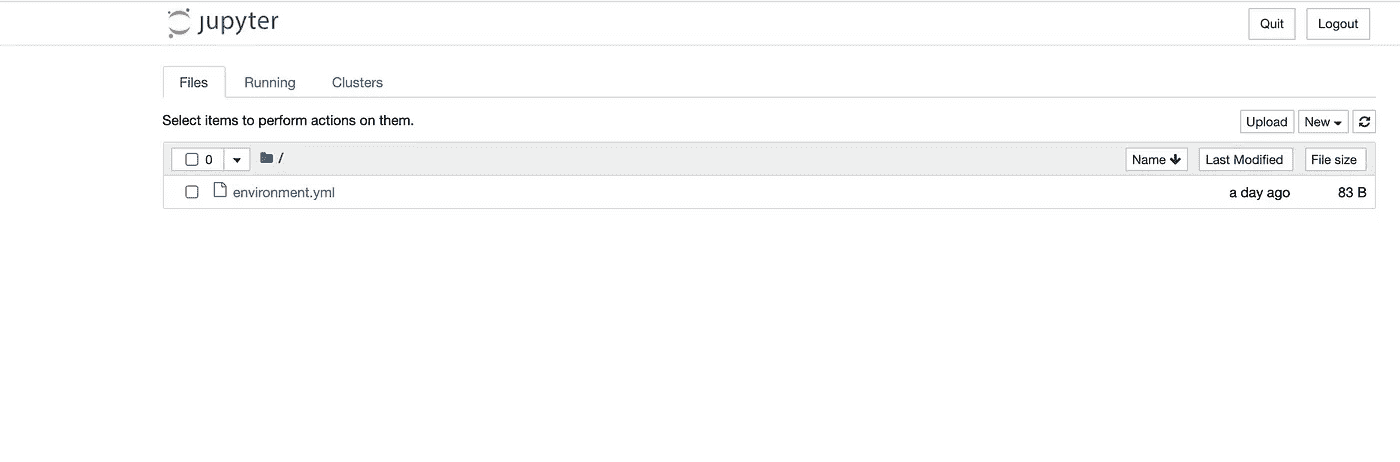 jupyter Quit Logout
Files Running Clusters
Select items to perform actions on them. Upload New
0 / Name Last Modified File size
environment.yml a day ago 83 B